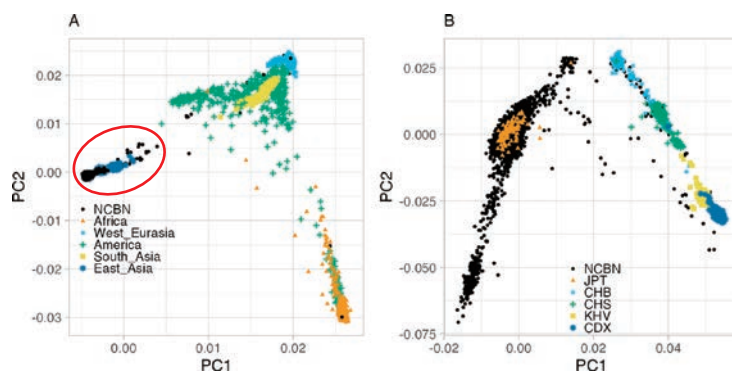 A
B
PC2
0.02
0.01
0.00
-0.01
-0.02
-0.03
NCBN
Africa
West_Eurasia
America
South_Asia
East_Asia
0.00
0.01
0.02
PC1
PC2
0.025
0.000
-0.025
-0.050
-0.075
NCBN
JPT
CHB
CHS
KHV
CDX
-0.02
0.00
0.02
0.04
PC1